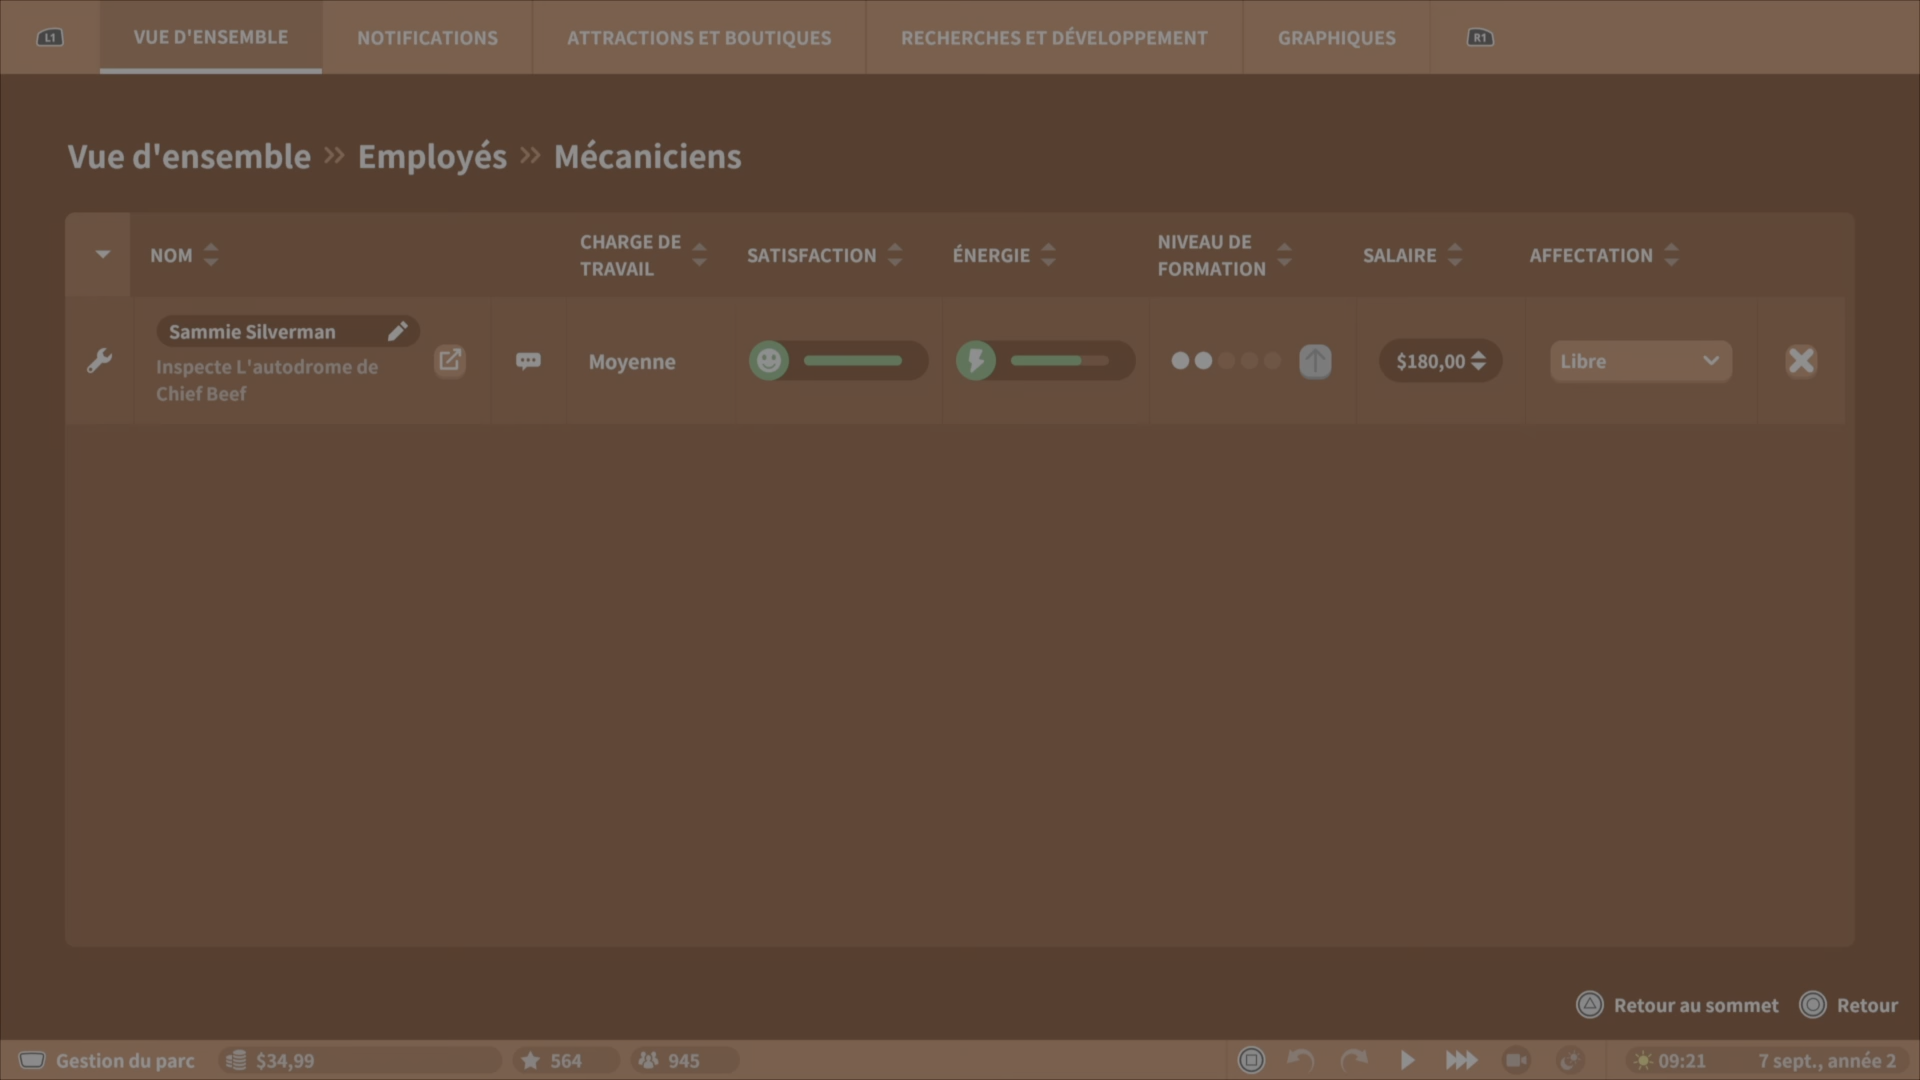 L1
VUE D'ENSEMBLE
NOTIFICATIONS
ATTRACTIONS ET BOUTIQUES
RECHERCHES ET DÉVELOPPEMENT
GRAPHIQUES
R1
Vue d'ensemble » Employés » Mécaniciens
NOM
CHARGE DE
TRAVAIL
SATISFACTION
ÉNERGIE
NIVEAU DE
FORMATION
SALAIRE
AFFECTATION
Sammie Silverman
Inspecte L'autodrome de
Chief Beef
Moyenne
$180,00
Libre
Retour au sommet
Retour
Gestion du parc
$34,99
564
945
09:21
7 sept., année 2